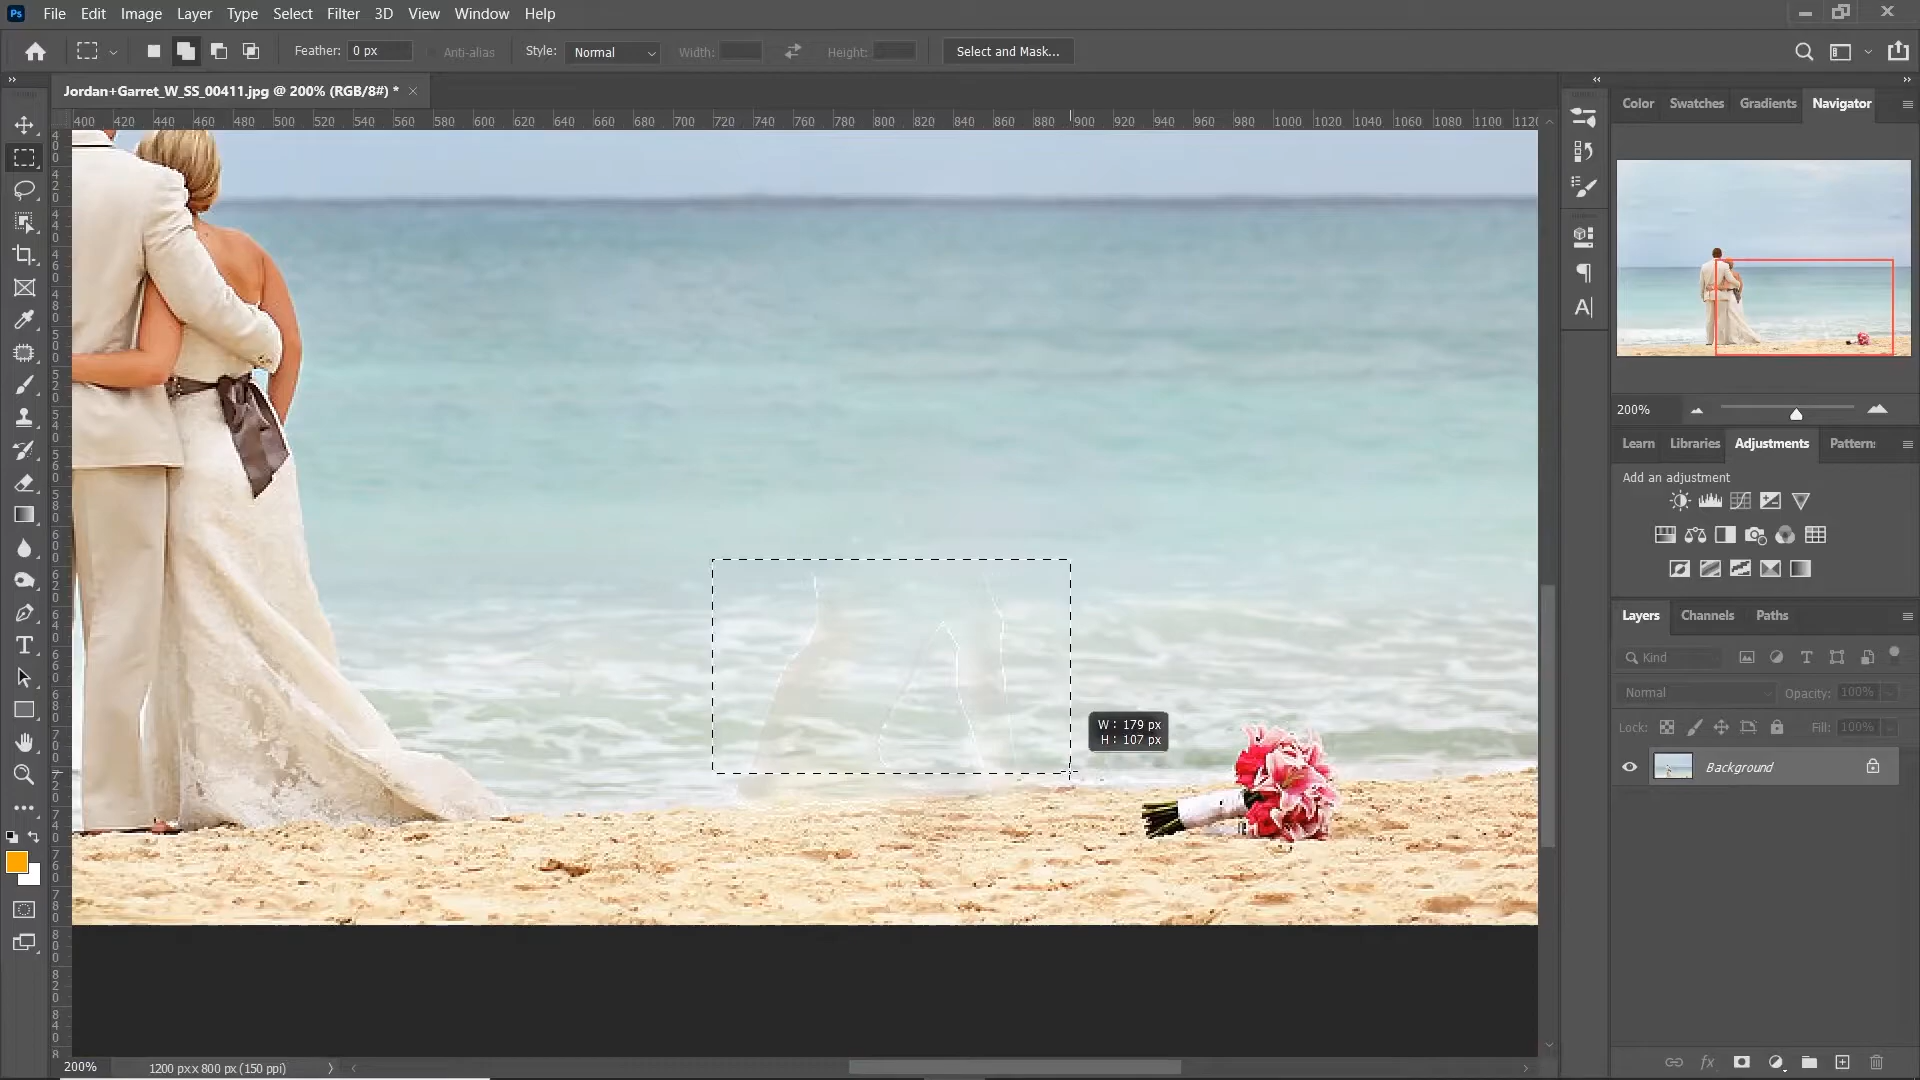 Ps File Edit Image Layer Type Select Filter 3D View Window Help
Feather: 0 px Anti-alias Style: Normal Width: Height: Select and Mask...
Jordan+Garret_W_SS_00411.jpg @ 200% (RGB/8#) *
Color Swatches Gradients Navigator
400 420 440 460 480 500 520 540 560 580 600 620 640 660 680 700 720 740 760 780 800 820 840 860 880 900 920 940 960 980 1000 1020 1040 1060 1080 1100 1120
200%
Learn Libraries Adjustments Pattern
Add an adjustment
Layers Channels Paths
Kind
Normal Opacity: 100%
Lock: Fill: 100%
Background
W: 179 px
H: 107 px
200% 1200 px x 800 px (150 ppi)